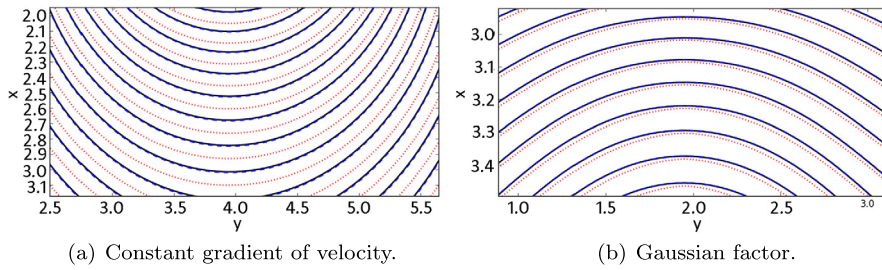 2.0
2.1
2.2
2.3
2.4
2.5
2.6
2.7
2.8
2.9
3.0
3.1
x
2.5 3.0 3.5 4.0 4.5 5.0 5.5
y
(a) Constant gradient of velocity.
3.0
3.1
3.2
3.3
3.4
x
1.0 1.5 2.0 2.5 3.0
y
(b) Gaussian factor.